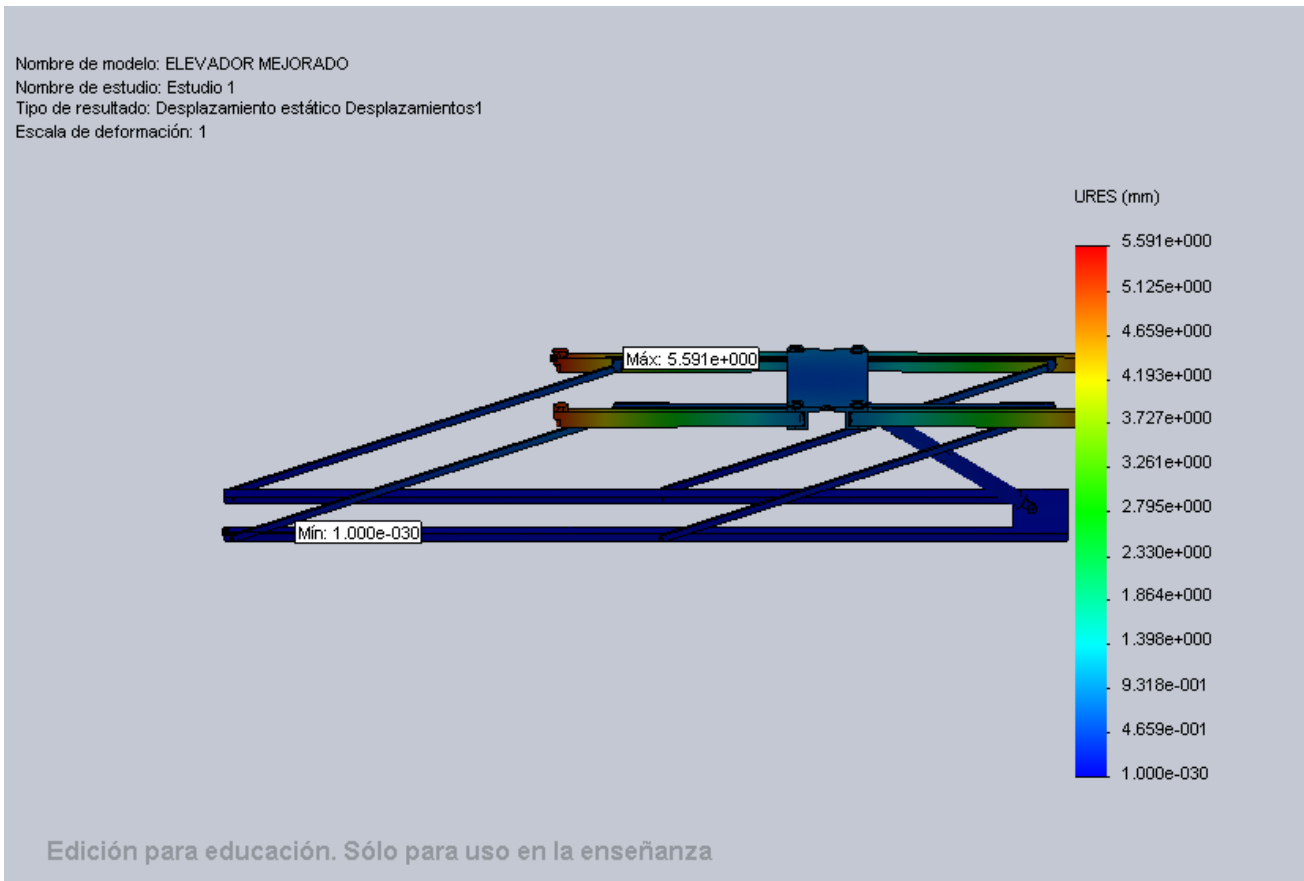 Nombre de modelo: ELEVADOR MEJORADO
Nombre de estudio: Estudio 1
Tipo de resultado: Desplazamiento estático Desplazamientos1
Escala de deformación: 1
URES (mm)
5.591e+000
5.125e+000
4.659e+000
4.193e+000
3.727e+000
3.261e+000
2.795e+000
2.330e+000
1.864e+000
1.398e+000
9.318e-001
4.659e-001
1.000e-030
Máx: 5.591e+000
Mín: 1.000e-030
Edición para educación. Sólo para uso en la enseñanza